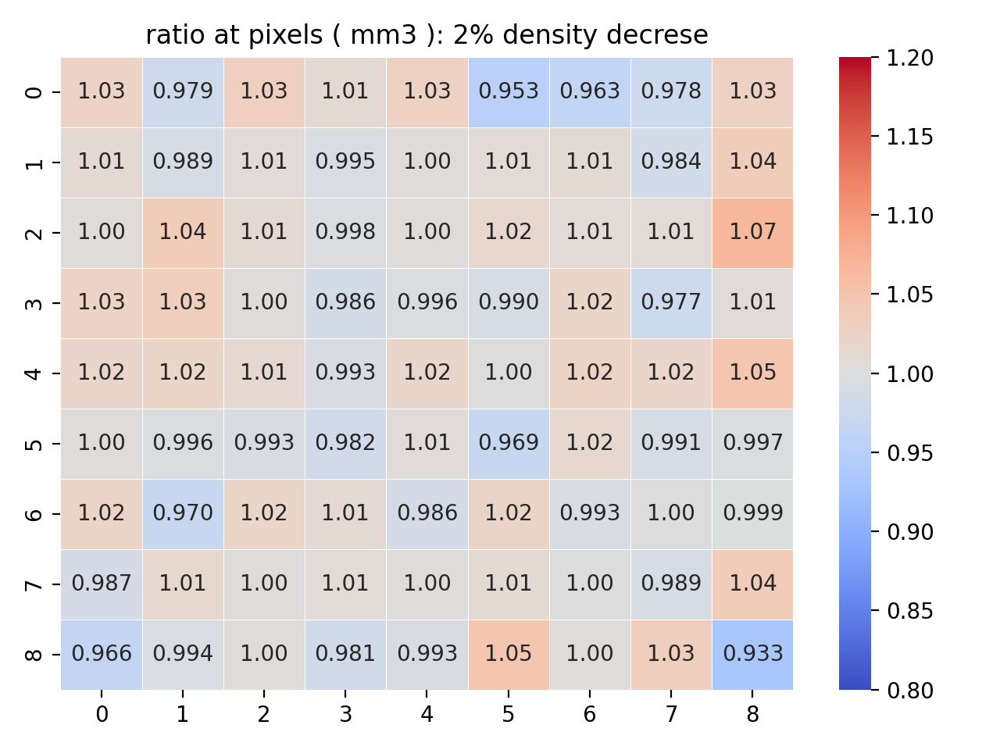 ratio at pixels ( mm3 ): 2% density decrese
0 1.03 0.979 1.03 1.01 1.03 0.953 0.963 0.978 1.03
1 1.01 0.989 1.01 0.995 1.00 1.01 1.01 0.984 1.04
2 1.00 1.04 1.01 0.998 1.00 1.02 1.01 1.01 1.07
3 1.03 1.03 1.00 0.986 0.996 0.990 1.02 0.977 1.01
4 1.02 1.02 1.01 0.993 1.02 1.00 1.02 1.02 1.05
5 1.00 0.996 0.993 0.982 1.01 0.969 1.02 0.991 0.997
6 1.02 0.970 1.02 1.01 0.986 1.02 0.993 1.00 0.999
7 0.987 1.01 1.00 1.01 1.00 1.01 1.00 0.989 1.04
8 0.966 0.994 1.00 0.981 0.993 1.05 1.00 1.03 0.933
0 1 2 3 4 5 6 7 8
1.20
1.15
1.10
1.05
1.00
0.95
0.90
0.85
0.80